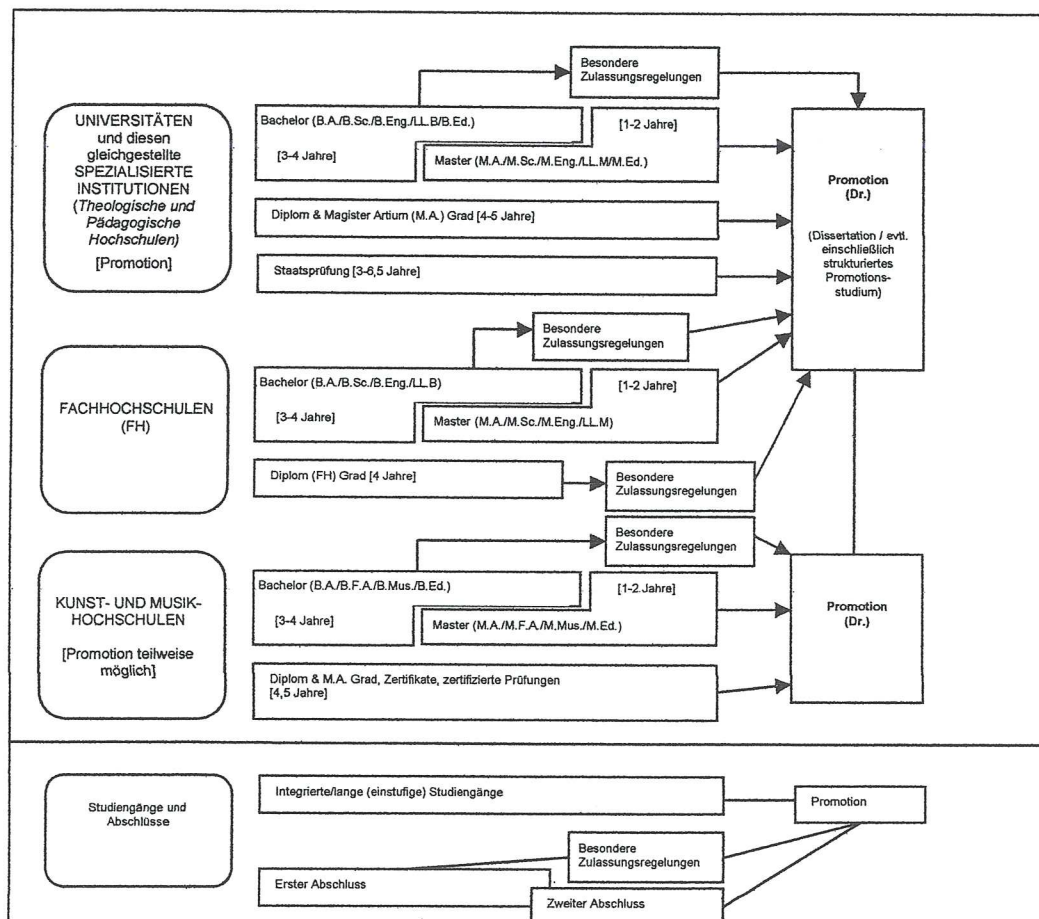 Besondere
Zulassungsregelungen
UNIVERSITÄTEN
und diesen
gleichgestellte
SPEZIALISIERTE
INSTITUTIONEN
(Theologische und
Pädagogische
Hochschulen)
[Promotion]
Bachelor (B.A./B.Sc./B.Eng./LL.B/B.Ed.)
[3-4 Jahre]
[1-2 Jahre]
Master (M.A./M.Sc./M.Eng./LL.M/M.Ed.)
Diplom & Magister Artium (M.A.) Grad [4-5 Jahre]
Staatsprüfung [3-6,5 Jahre]
Promotion
(Dr.)
(Dissertation / evtl.
einschließlich
strukturiertes
Promotions-
studium)
FACHHOCHSCHULEN
(FH)
Besondere
Zulassungsregelungen
Bachelor (B.A./B.Sc./B.Eng./LL.B)
[3-4 Jahre]
[1-2 Jahre]
Master (M.A./M.Sc./M.Eng./LL.M)
Diplom (FH) Grad [4 Jahre]
Besondere
Zulassungsregelungen
KUNST- UND MUSIK-
HOCHSCHULEN
[Promotion teilweise
möglich]
Besondere
Zulassungsregelungen
Bachelor (B.A./B.F.A./B.Mus./B.Ed.)
[3-4 Jahre]
[1-2.Jahre]
Master (M.A./M.F.A./M.Mus./M.Ed.)
Diplom & M.A. Grad, Zertifikate, zertifizierte Prüfungen
[4,5 Jahre]
Promotion
(Dr.)
Studiengänge und
Abschlüsse
Integrierte/lange (einstufige) Studiengänge
Promotion
Besondere
Zulassungsregelungen
Erster Abschluss
Zweiter Abschluss